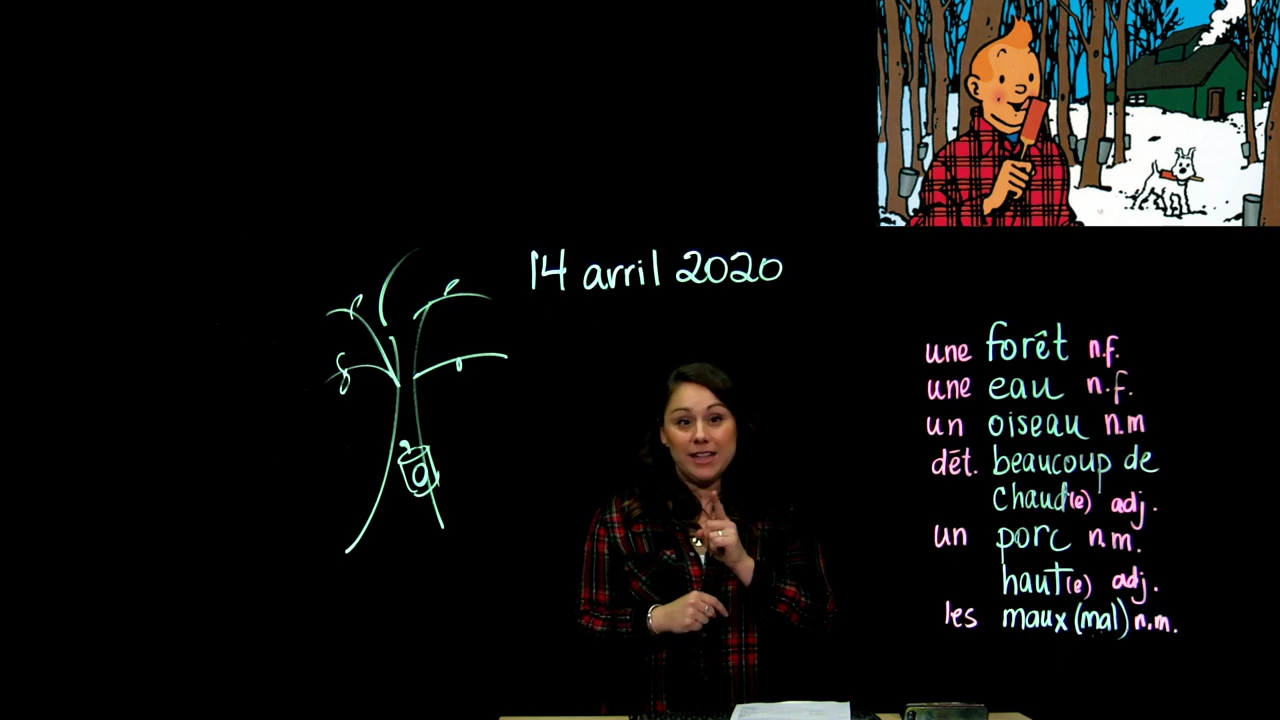 14 avril 2020
une forêt n.f.
une eau n.f.
un oiseau n.m
dét. beaucoup de
chaud(e) adj.
un porc n.m.
haut(e) adj.
les maux (mal) n.m.